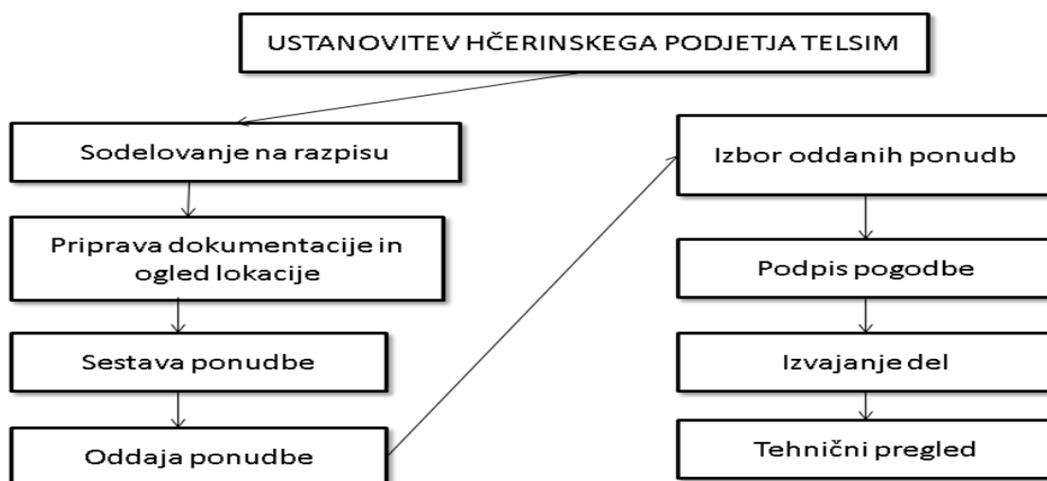 USTANOVITEV HČERINSKEGA PODJETJA TELSIM
Sodelovanje na razpisu
Priprava dokumentacije in
ogled lokacije
Sestava ponudbe
Oddaja ponudbe
Izbor oddanih ponudb
Podpis pogodbe
Izvajanje del
Tehnični pregled